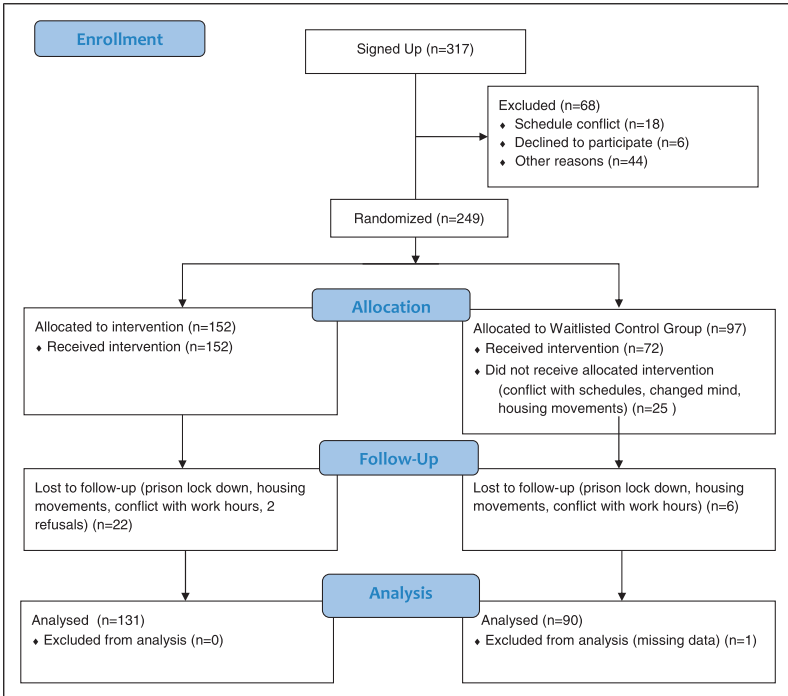 Enrollment
Signed Up (n=317)
Excluded (n=68)
♦ Schedule conflict (n=18)
♦ Declined to participate (n=6)
♦ Other reasons (n=44)
Randomized (n=249)
Allocation
Allocated to intervention (n=152)
♦ Received intervention (n=152)
Allocated to Waitlisted Control Group (n=97)
♦ Received intervention (n=72)
♦ Did not receive allocated intervention
(conflict with schedules, changed mind,
housing movements) (n=25 )
Follow-Up
Lost to follow-up (prison lock down, housing
movements, conflict with work hours, 2
refusals) (n=22)
Lost to follow-up (prison lock down, housing
movements, conflict with work hours) (n=6)
Analysis
Analysed (n=131)
♦ Excluded from analysis (n=0)
Analysed (n=90)
♦ Excluded from analysis (missing data) (n=1)